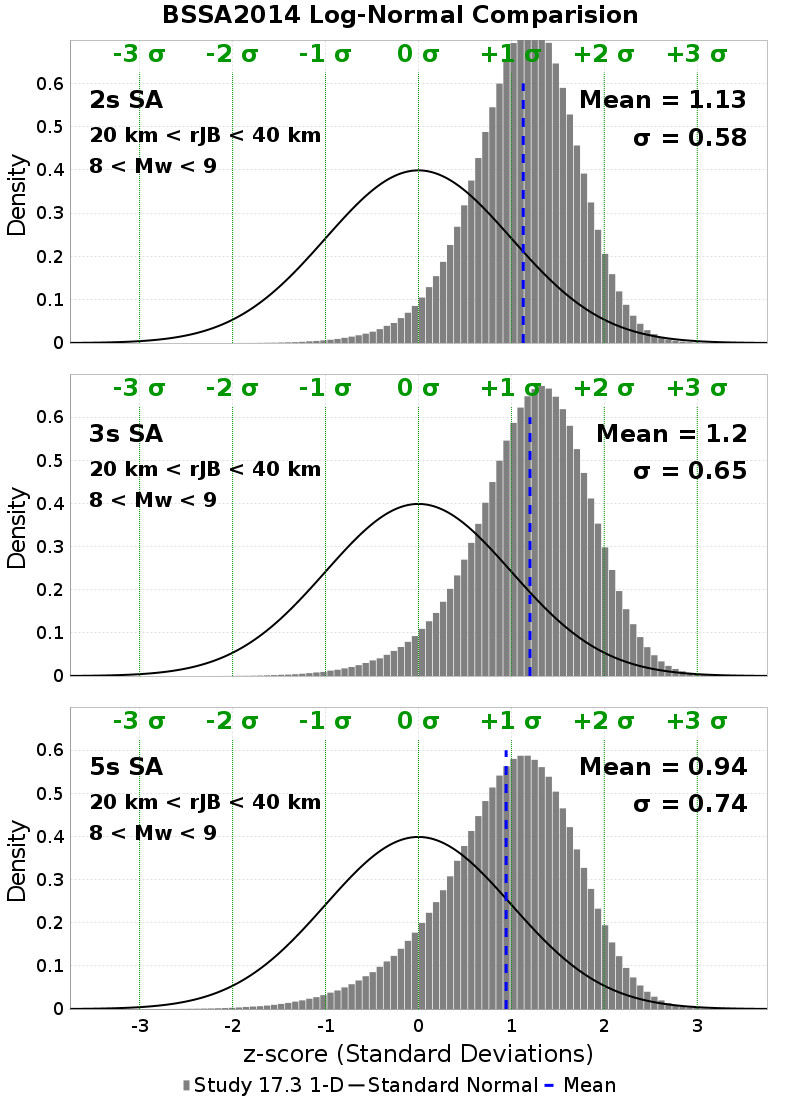 BSSA2014 Log-Normal Comparision
-3 σ -2 σ -1 σ 0 σ +1 σ +2 σ +3 σ
0.6
2s SA Mean = 1.13
0.5
20 km < rJB < 40 km σ = 0.58
0.4
8 < Mw < 9
0.3
0.2
0.1
0
Density
-3 σ -2 σ -1 σ 0 σ +1 σ +2 σ +3 σ
0.6
3s SA Mean = 1.2
0.5
20 km < rJB < 40 km σ = 0.65
0.4
8 < Mw < 9
0.3
0.2
0.1
0
Density
-3 σ -2 σ -1 σ 0 σ +1 σ +2 σ +3 σ
0.6
5s SA Mean = 0.94
0.5
20 km < rJB < 40 km σ = 0.74
0.4
8 < Mw < 9
0.3
0.2
0.1
0
Density
-3 -2 -1 0 1 2 3
z-score (Standard Deviations)
Study 17.3 1-D Standard Normal Mean